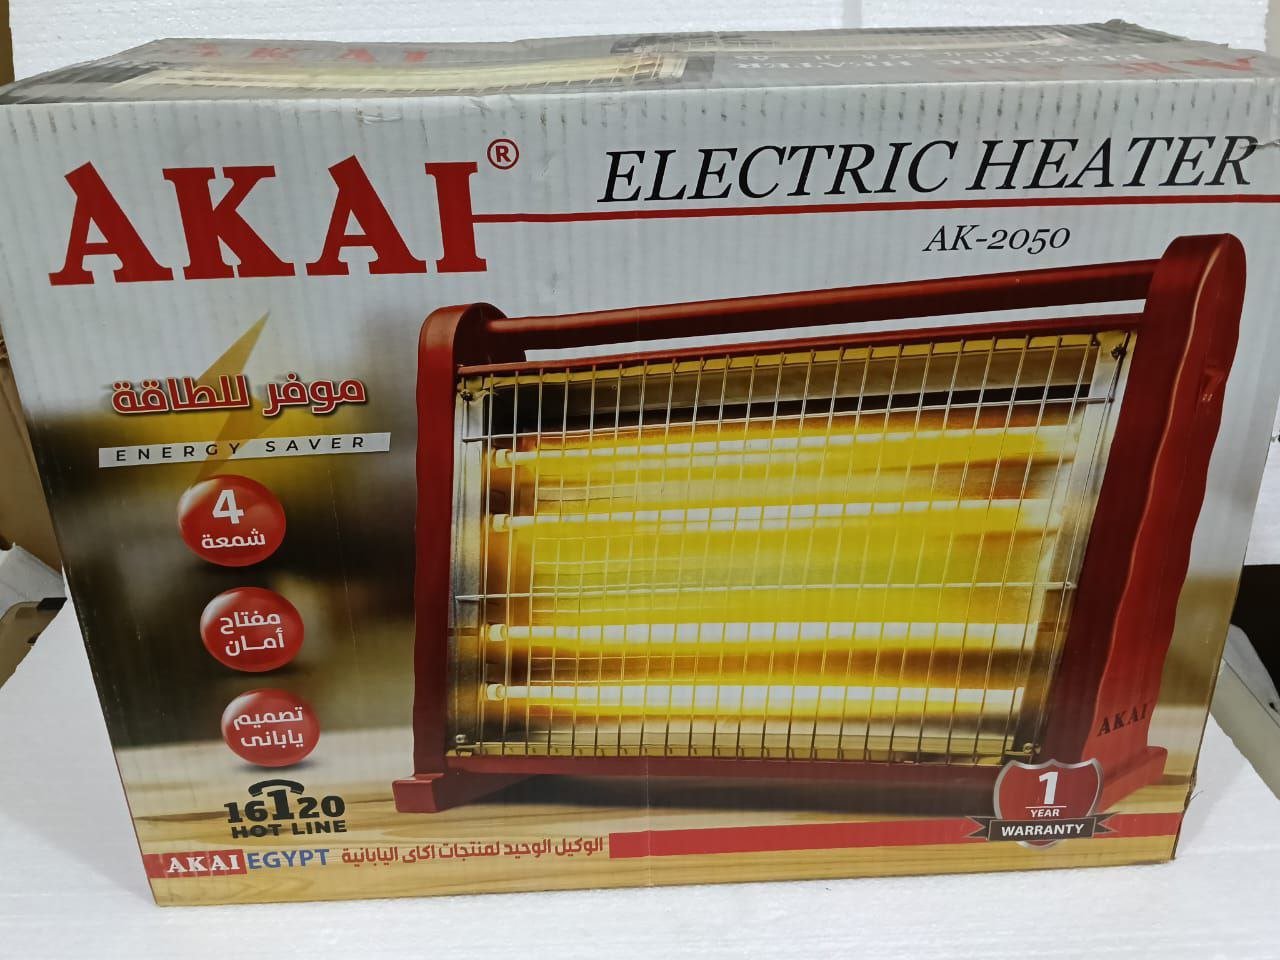 AKAI
AKAI®
ELECTRIC HEATER
AK-2050
موفر للطاقة
ENERGY SAVER
4
شمعة
مفتاح
أمان
تصميم
يابانى
AKAI
16120
HOT LINE
1
YEAR
WARRANTY
AKAI EGYPT الوكيل الوحيد لمنتجات اكاى اليابانية